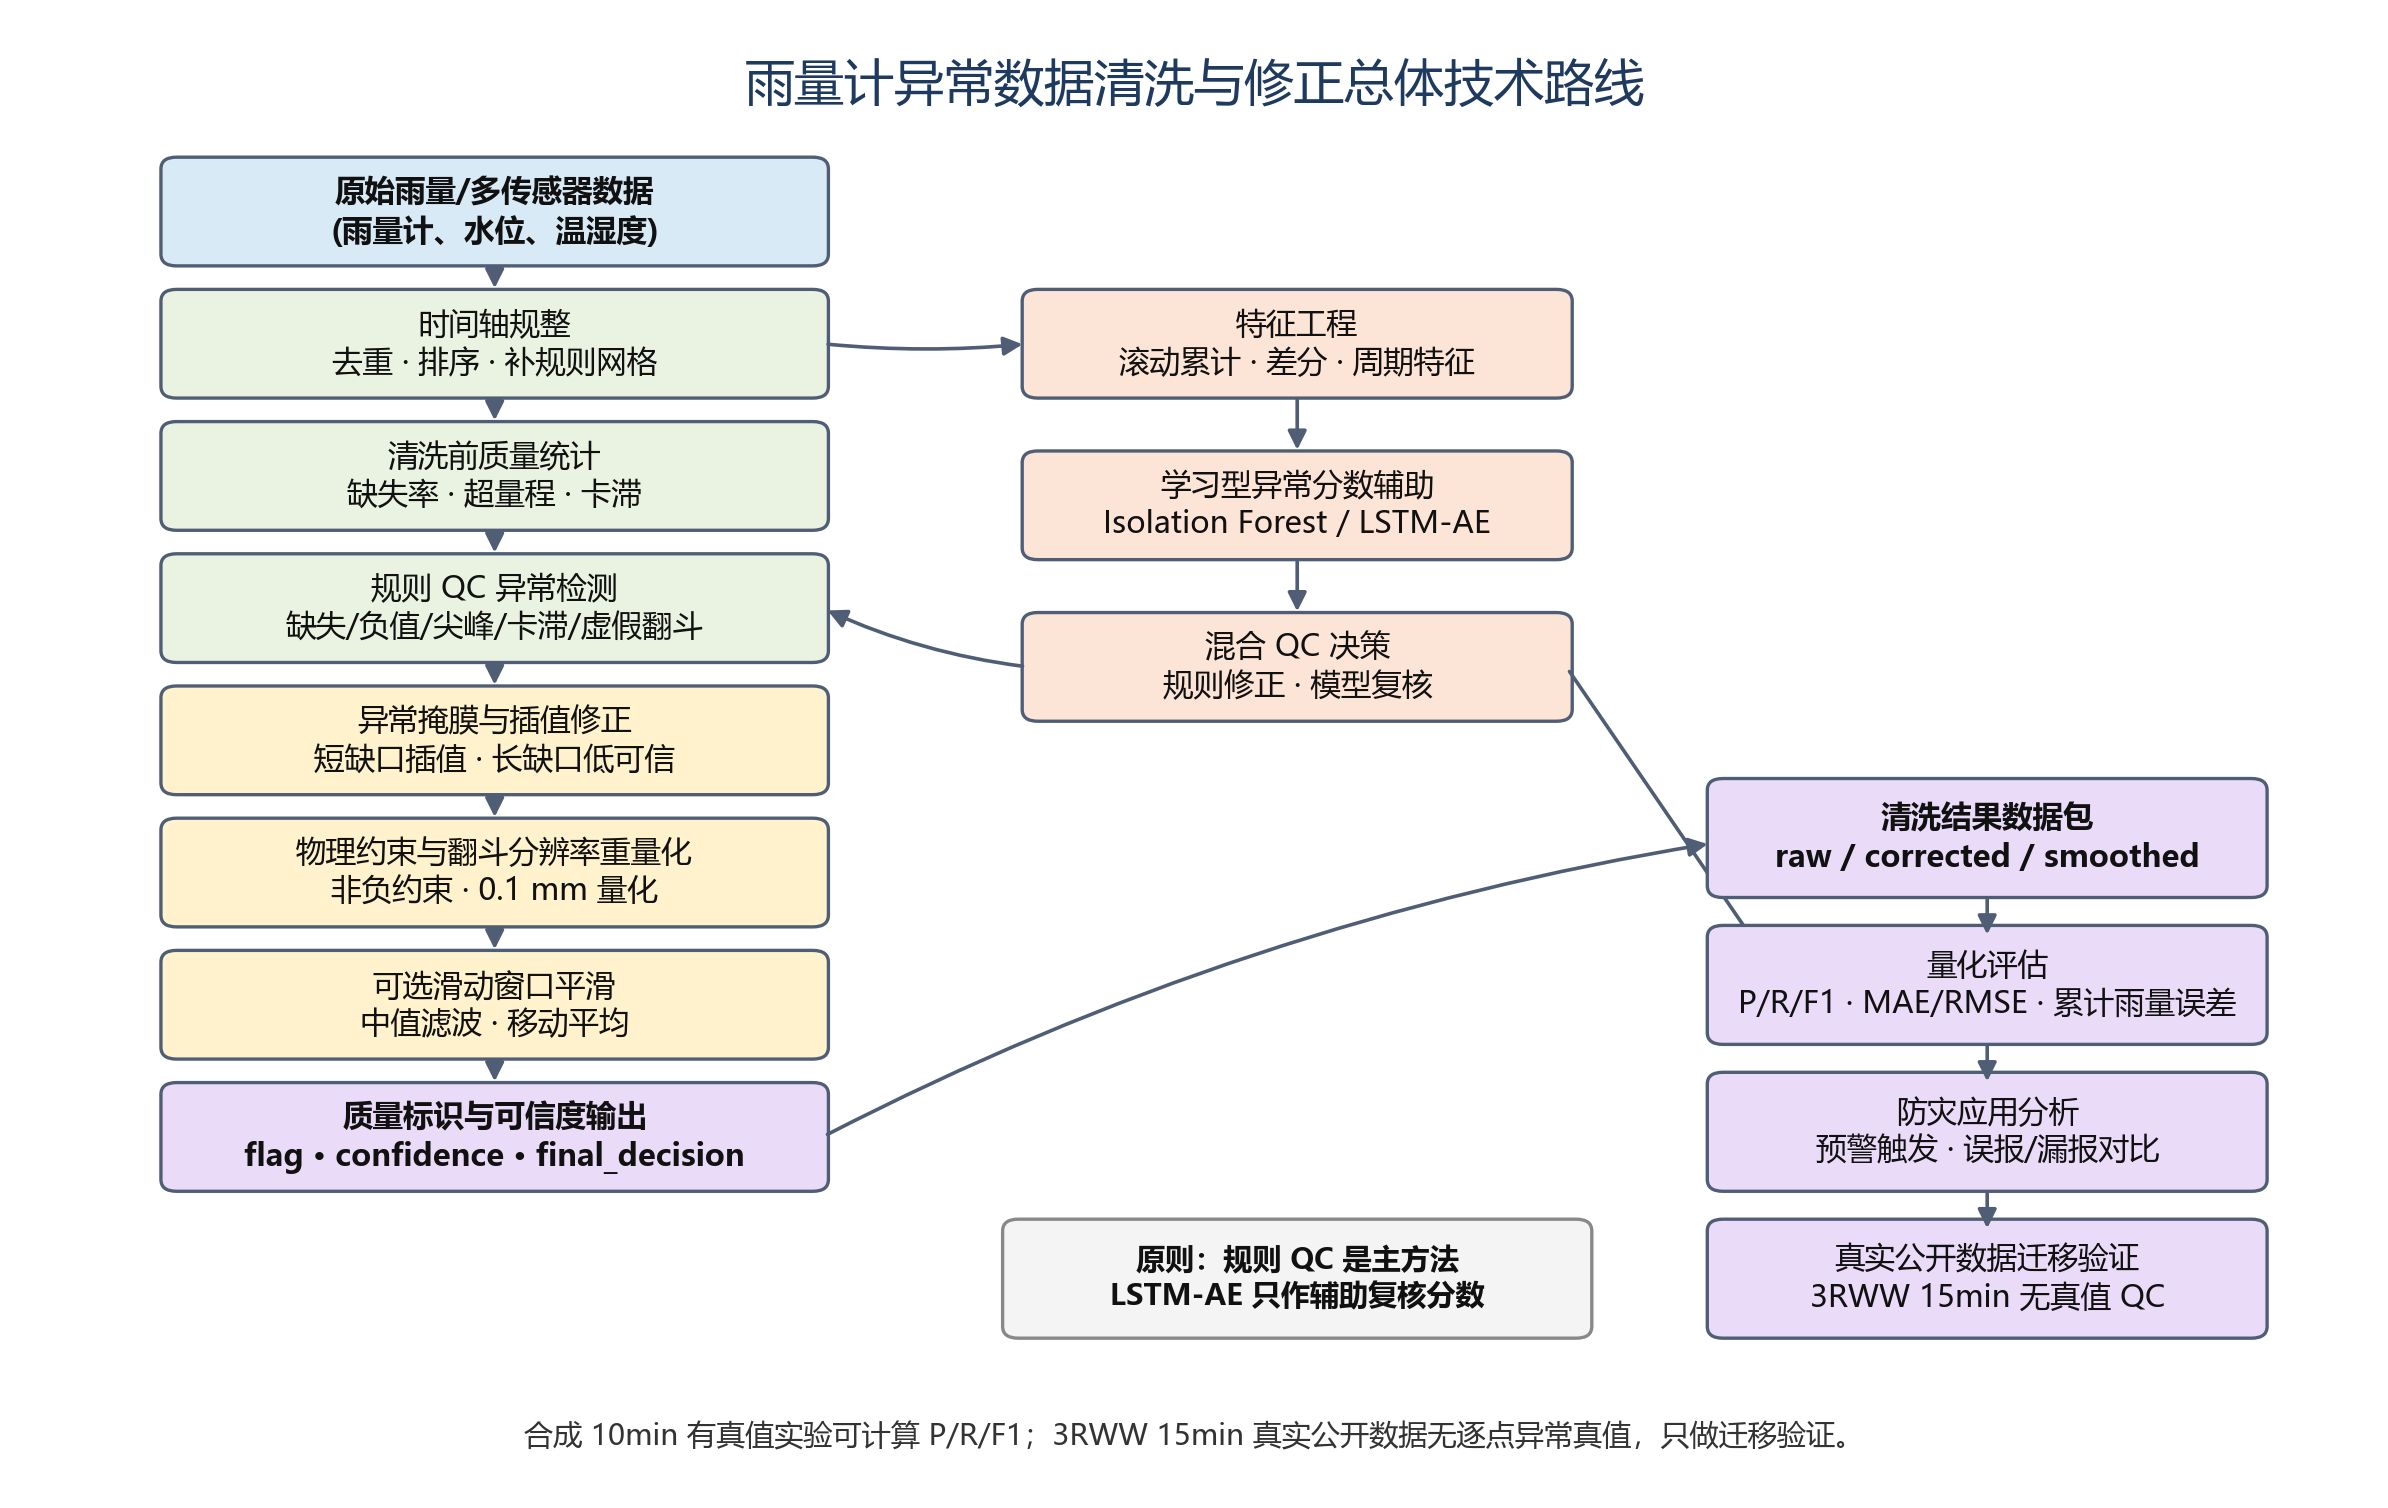 雨量计异常数据清洗与修正总体技术路线
原始雨量/多传感器数据
(雨量计、水位、温湿度)
时间轴规整
去重 · 排序 · 补规则网格
清洗前质量统计
缺失率 · 超量程 · 卡滞
规则 QC 异常检测
缺失/负值/尖峰/卡滞/虚假翻斗
异常掩膜与插值修正
短缺口插值 · 长缺口低可信
物理约束与翻斗分辨率重量化
非负约束 · 0.1 mm 量化
可选滑动窗口平滑
中值滤波 · 移动平均
质量标识与可信度输出
flag • confidence • final_decision
特征工程
滚动累计 · 差分 · 周期特征
学习型异常分数辅助
Isolation Forest / LSTM-AE
混合 QC 决策
规则修正 · 模型复核
清洗结果数据包
raw / corrected / smoothed
量化评估
P/R/F1 · MAE/RMSE · 累计雨量误差
防灾应用分析
预警触发 · 误报/漏报对比
真实公开数据迁移验证
3RWW 15min 无真值 QC
原则：规则 QC 是主方法
LSTM-AE 只作辅助复核分数
合成 10min 有真值实验可计算 P/R/F1；3RWW 15min 真实公开数据无逐点异常真值，只做迁移验证。